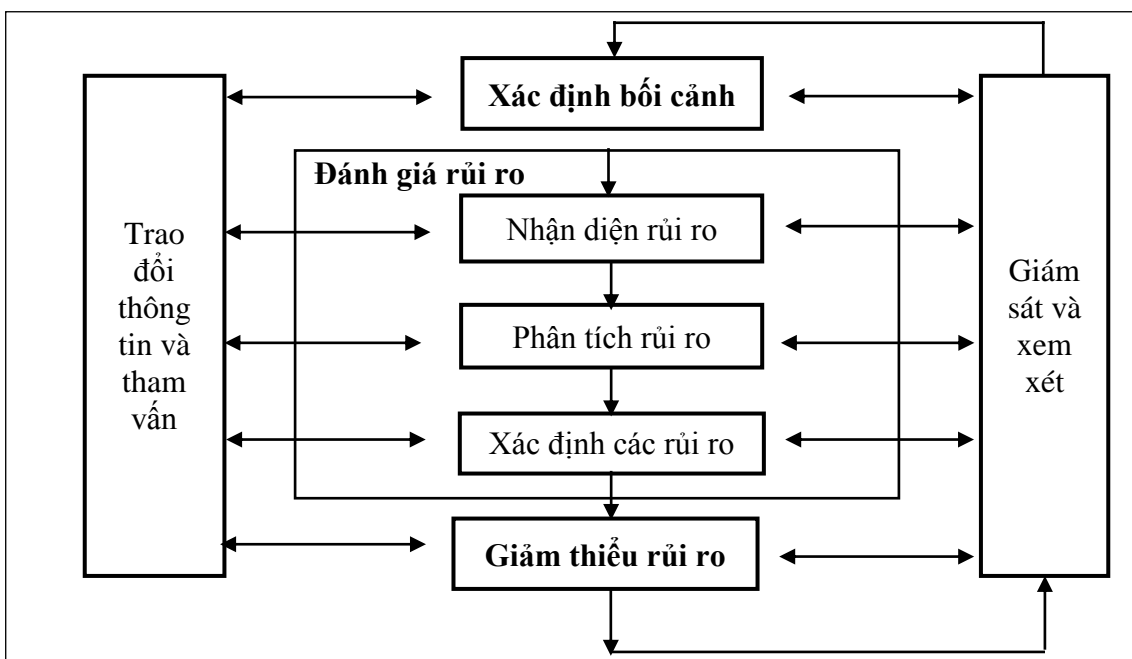 Xác định bối cảnh
Đánh giá rủi ro
Nhận diện rủi ro
Phân tích rủi ro
Xác định các rủi ro
Giảm thiểu rủi ro
Trao
đổi
thông
tin và
tham
vấn
Giám
sát và
xem
xét